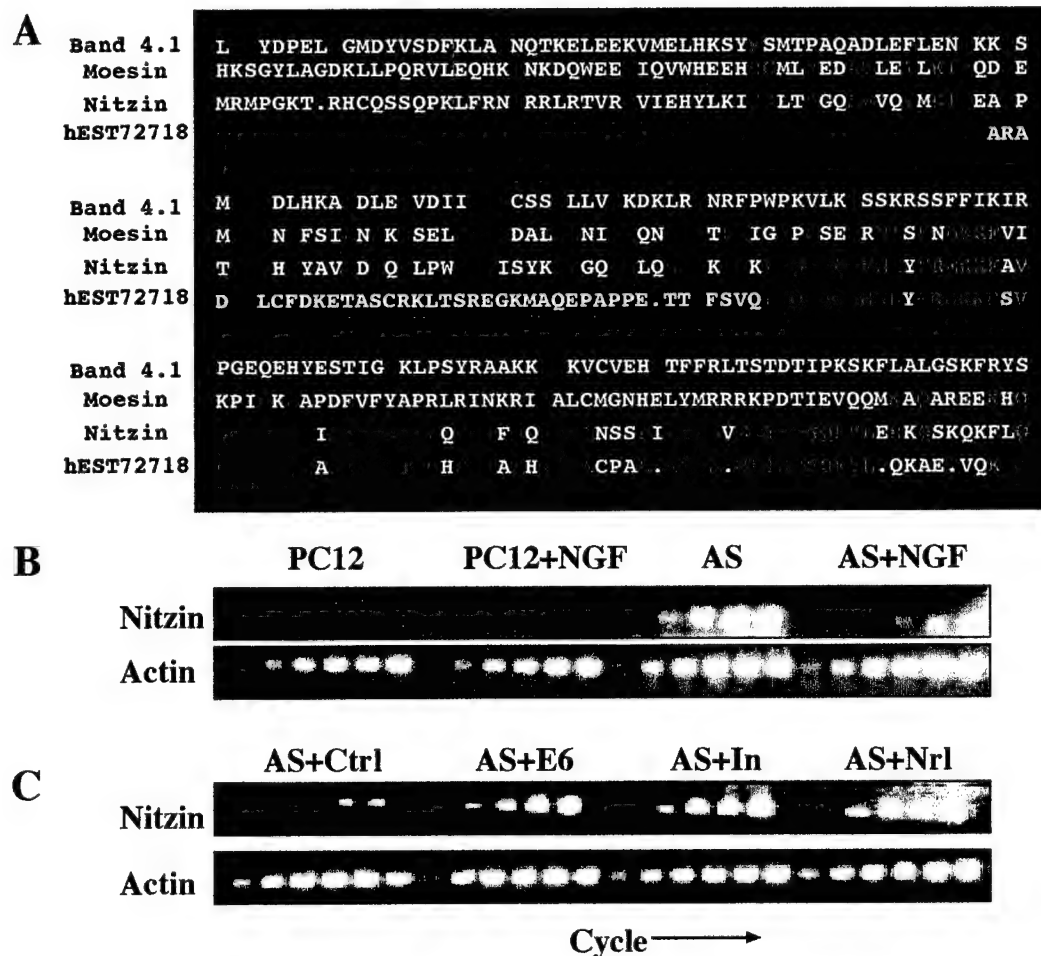 A
Band 4.1 L YDPEL GMDYVSDFKLA NQTKELEEKVMELHKSY SMTPAQADLEFLEN KK S
Moesin HKSGYLAGDKLLPQRVLEQHK NKDQWEE IQVWHEEH ML ED LE L QD E
Nitzin MRMPGKT.RHCQSSQPKLFRN RRLRTVR VIEHYLKI LT GQ VQ M EA P
hEST72718 ARA
Band 4.1 M DLHKA DLE VDII CSS LLV KDKLR NRFPWPKVLK SSKRSSFFIKIR
Moesin M N FSI N K SEL DAL NI QN T IG P SE R S N VI
Nitzin T H YAV D Q LPW ISYK GQ LQ K K Y AV
hEST72718 D LCFDKETASCRKLTSREGKMAQEPAPPE.TT FSVQ Y SV
Band 4.1 PGEQEHYESTIG KLPSYRAAKK KVCVEH TFFRLTSTDTIPKSKFLALGSKFRYS
Moesin KPI K APDFVFYAPRLRINKRI ALCMGNHELYMRRRKPDTIEVQQM A AREE H
Nitzin I Q F Q NSS I V E K SKQKFL
hEST72718 A H A H CPA . . .QKAE.VQ
B
PC12 PC12+NGF AS AS+NGF
Nitzin
Actin
C
AS+Ctrl AS+E6 AS+In AS+Nrl
Nitzin
Actin
Cycle